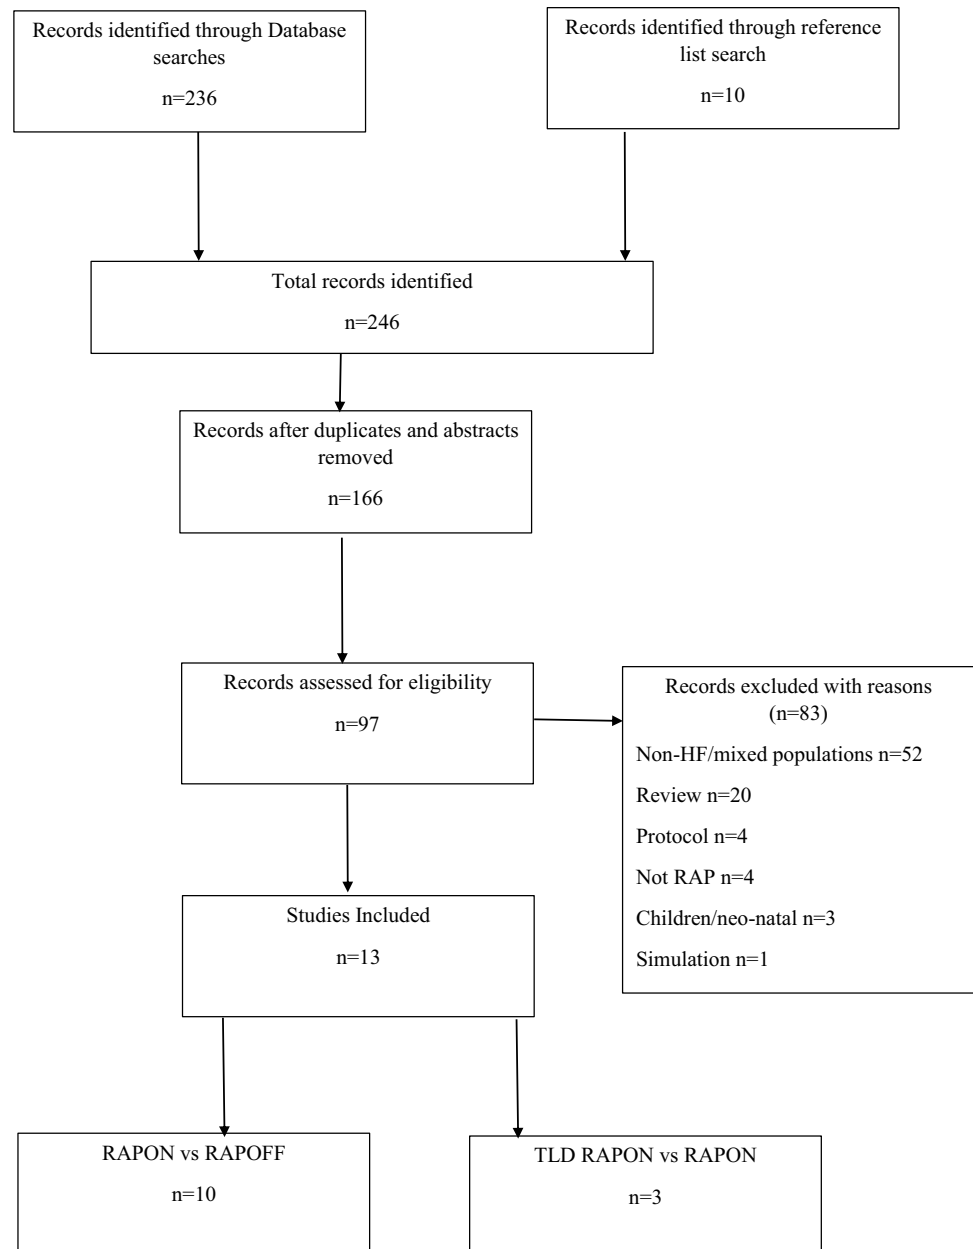 Records identified through Database
searches
n=236
Records identified through reference
list search
n=10
Total records identified
n=246
Records after duplicates and abstracts
removed
n=166
Records assessed for eligibility
n=97
Records excluded with reasons
(n=83)
Non-HF/mixed populations n=52
Review n=20
Protocol n=4
Not RAP n=4
Children/neo-natal n=3
Simulation n=1
Studies Included
n=13
RAPON vs RAPOFF
n=10
TLD RAPON vs RAPON
n=3